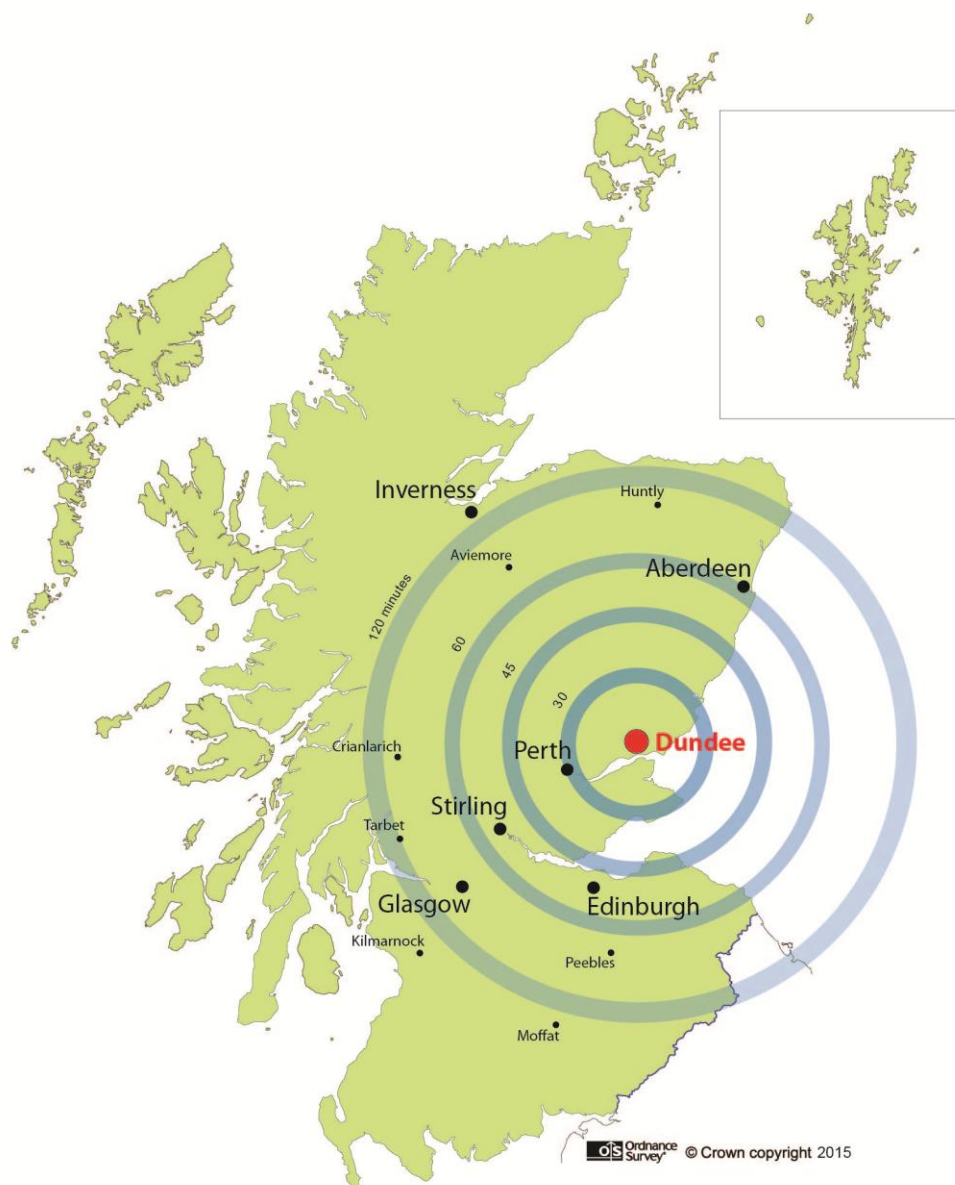 Inverness
Huntly
Aviemore
Aberdeen
120 minutes
60
45
30
Dundee
Crianlarich
Perth
Stirling
Tarbet
Glasgow
Edinburgh
Kilmarnock
Peebles
Moffat
OS Ordnance
Survey® © Crown copyright 2015